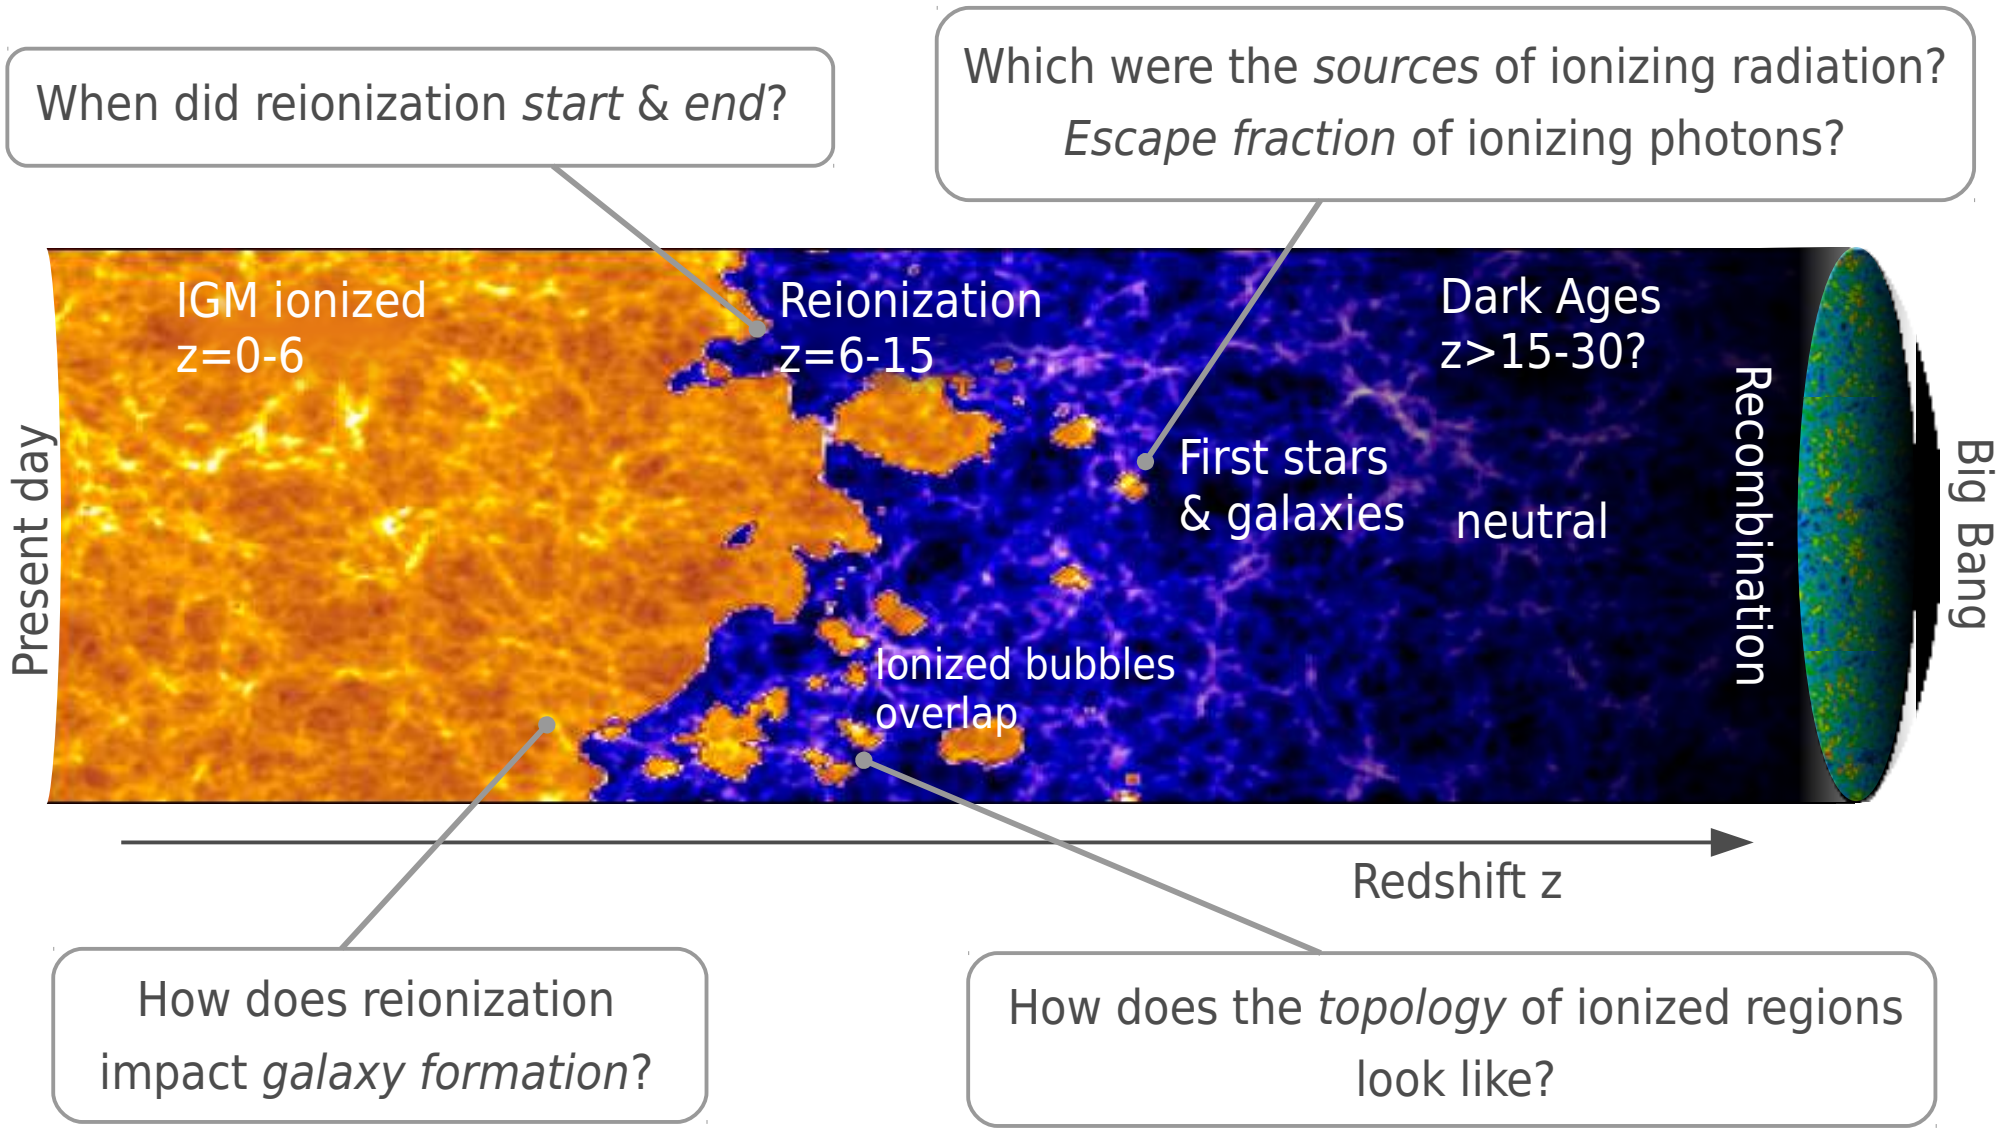 When did reionization start & end?
Which were the sources of ionizing radiation?
Escape fraction of ionizing photons?
IGM ionized
z=0-6
Reionization
z=6-15
Dark Ages
z>15-30?
First stars
& galaxies
neutral
Recombination
Present day
Big Bang
Ionized bubbles
overlap
Redshift z
How does reionization
impact galaxy formation?
How does the topology of ionized regions
look like?